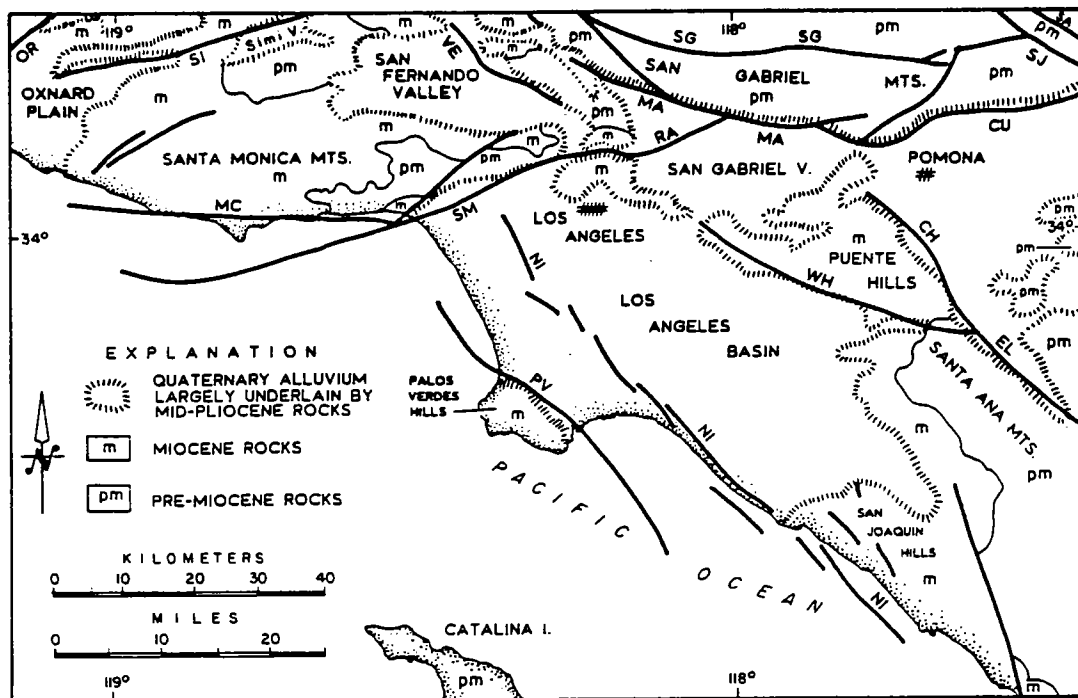 119°
118°
OR
m
Simi V.
SI
pm
VE
m
pm
SG
SG
pm
SA
SJ
OXNARD
PLAIN
m
SAN
FERNANDO
VALLEY
pm
SAN
GABRIEL
MTS.
pm
pm
MA
MA
CU
m
m
RA
SANTA MONICA MTS.
m
pm
pm
m
SAN GABRIEL V.
POMONA
MC
m
SM
LOS
ANGELES
34°
pm
34°
pm
pm
pm
NI
CH
m
PUENTE
HILLS
WH
LOS
ANGELES
BASIN
EL
SANTA ANA MTS.
m
pm
EXPLANATION
QUATERNARY ALLUVIUM
LARGELY UNDERLAIN BY
MID-PLIOCENE ROCKS
m MIOCENE ROCKS
pm PRE-MIOCENE ROCKS
PALOS
VERDES
HILLS
PV
m
NI
N
PACIFIC
OCEAN
SAN
JOAQUIN
HILLS
m
NI
KILOMETERS
0 10 20 30 40
MILES
0 10 20
CATALINA I.
pm
119°
118°
m